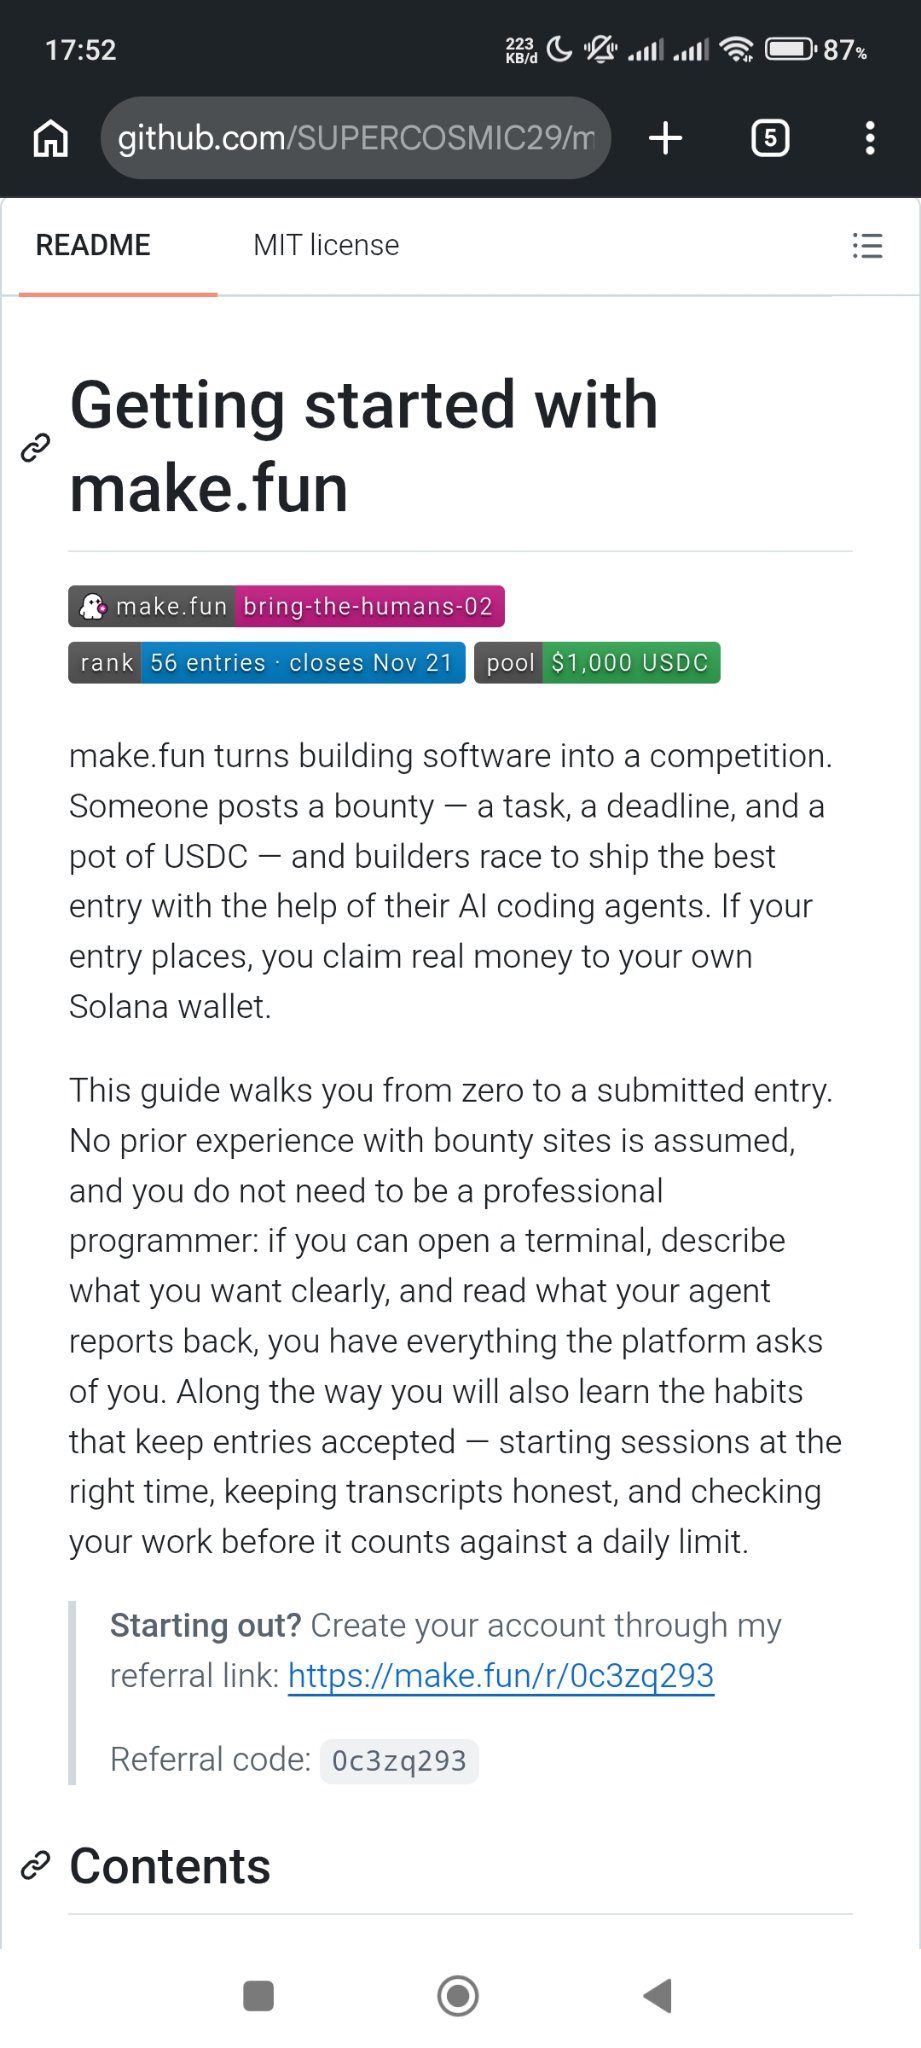 17:52
223 KB/d
87%
github.com/SUPERCOSMIC29/m
5
README
MIT license
Getting started with
make.fun
make.fun bring-the-humans-02
rank 56 entries · closes Nov 21 pool $1,000 USDC
make.fun turns building software into a competition.
Someone posts a bounty — a task, a deadline, and a
pot of USDC — and builders race to ship the best
entry with the help of their AI coding agents. If your
entry places, you claim real money to your own
Solana wallet.
This guide walks you from zero to a submitted entry.
No prior experience with bounty sites is assumed,
and you do not need to be a professional
programmer: if you can open a terminal, describe
what you want clearly, and read what your agent
reports back, you have everything the platform asks
of you. Along the way you will also learn the habits
that keep entries accepted — starting sessions at the
right time, keeping transcripts honest, and checking
your work before it counts against a daily limit.
Starting out? Create your account through my
referral link: https://make.fun/r/0c3zq293
Referral code: 0c3zq293
Contents